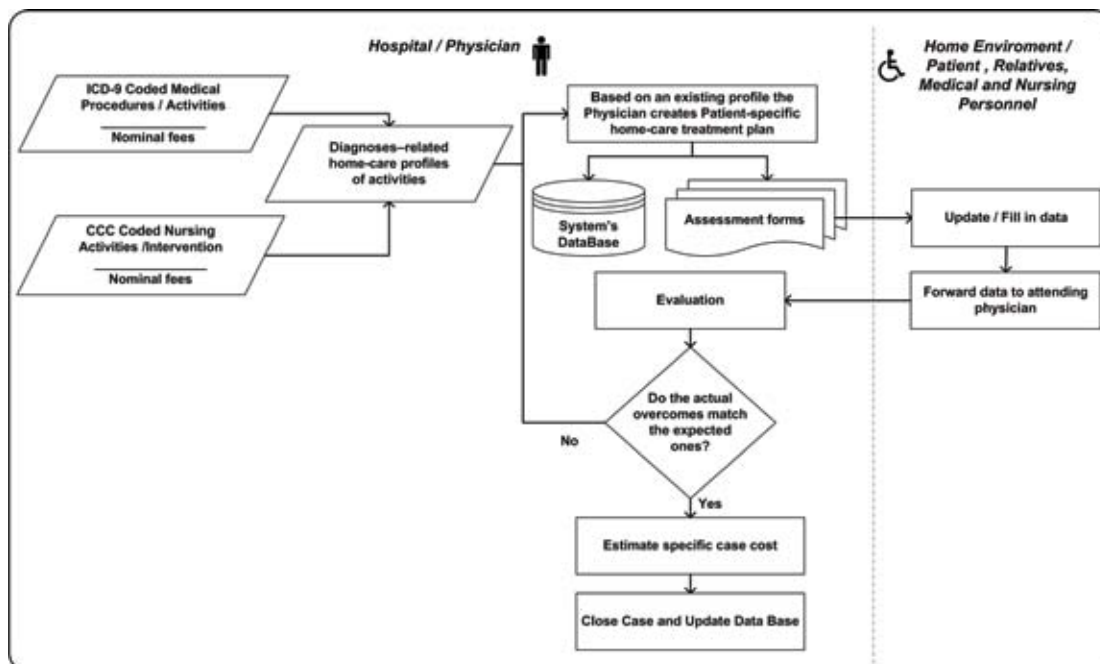 Hospital / Physician
Home Enviroment /
Patient , Relatives,
Medical and Nursing
Personnel
ICD-9 Coded Medical
Procedures / Activities
Nominal fees
Diagnoses–related
home-care profiles
of activities
CCC Coded Nursing
Activities /Intervention
Nominal fees
Based on an existing profile the
Physician creates Patient-specific
home-care treatment plan
System's
DataBase
Assessment forms
Update / Fill in data
Forward data to attending
physician
Evaluation
Do the actual
overcomes match
the expected
ones?
No
Yes
Estimate specific case cost
Close Case and Update Data Base